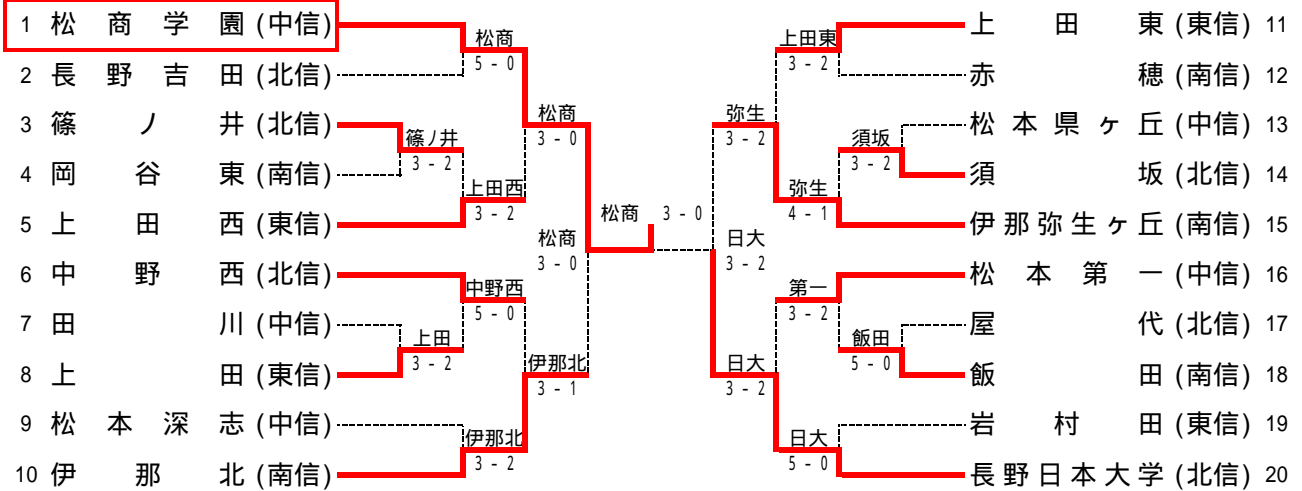 1 松商学園(中信)
2 長野吉田(北信)
3 篠ノ井(北信)
4 岡谷東(南信)
5 上田西(東信)
6 中野西(北信)
7 田川(中信)
8 上田(東信)
9 松本深志(中信)
10 伊那北(南信)
松商
5 - 0
篠ノ井
3 - 2
上田西
3 - 2
中野西
5 - 0
上田
3 - 2
伊那北
3 - 2
松商
3 - 0
伊那北
3 - 1
松商
3 - 0
松商 3 - 0
日大
3 - 2
弥生
3 - 2
日大
3 - 2
上田東
3 - 2
須坂
3 - 2
弥生
4 - 1
第一
3 - 2
飯田
5 - 0
日大
5 - 0
上田東(東信) 11
赤穂(南信) 12
松本県ヶ丘(中信) 13
須坂(北信) 14
伊那弥生ヶ丘(南信) 15
松本第一(中信) 16
屋代(北信) 17
飯田(南信) 18
岩村田(東信) 19
長野日本大学(北信) 20